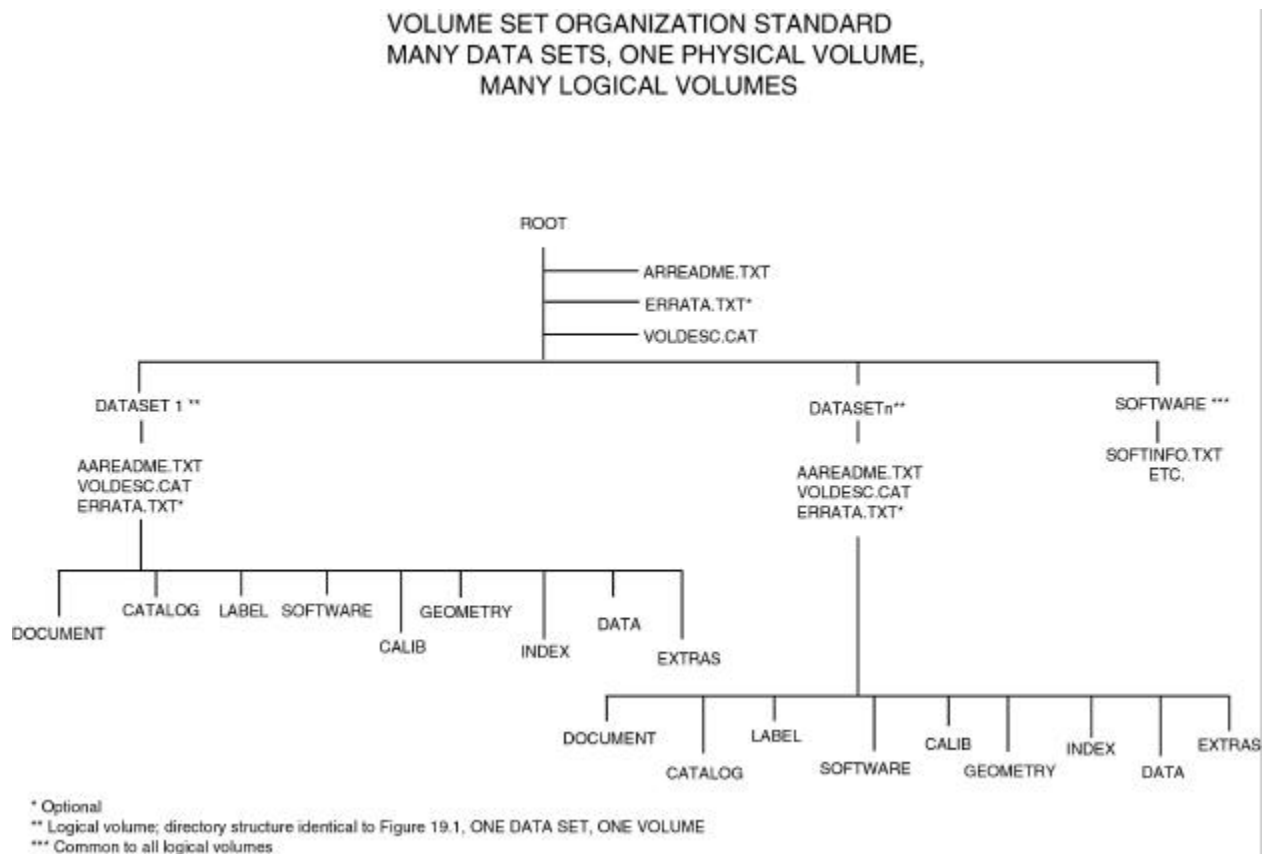 VOLUME SET ORGANIZATION STANDARD
MANY DATA SETS, ONE PHYSICAL VOLUME,
MANY LOGICAL VOLUMES
ROOT
ARREADME.TXT
ERRATA.TXT*
VOLDESC.CAT
DATASET 1 **
AAREADME.TXT
VOLDESC.CAT
ERRATA.TXT*
DOCUMENT
CATALOG
LABEL
SOFTWARE
CALIB
GEOMETRY
INDEX
DATA
EXTRAS
DATASETn**
AAREADME.TXT
VOLDESC.CAT
ERRATA.TXT*
DOCUMENT
CATALOG
LABEL
SOFTWARE
CALIB
GEOMETRY
INDEX
DATA
EXTRAS
SOFTWARE ***
SOFTINFO.TXT
ETC.
* Optional
** Logical volume; directory structure identical to Figure 19.1, ONE DATA SET, ONE VOLUME
*** Common to all logical volumes